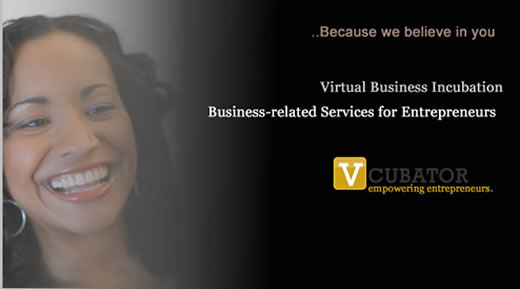 ..Because we believe in you
Virtual Business Incubation
Business-related Services for Entrepreneurs
VCUBATOR
empowering entrepreneurs.